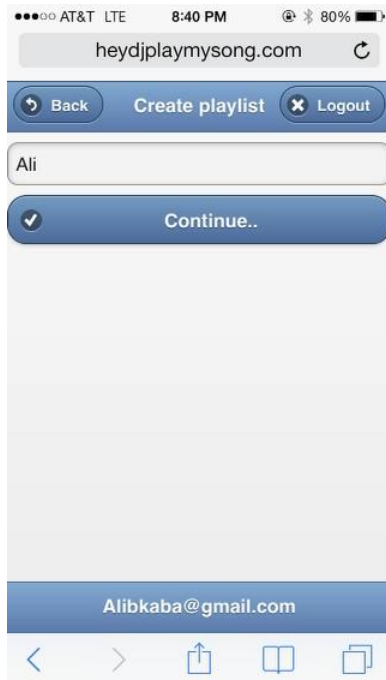 AT&T LTE 8:40 PM 80%
heydjplaymysong.com
Back Create playlist Logout
Ali
Continue..
Alibkaba@gmail.com